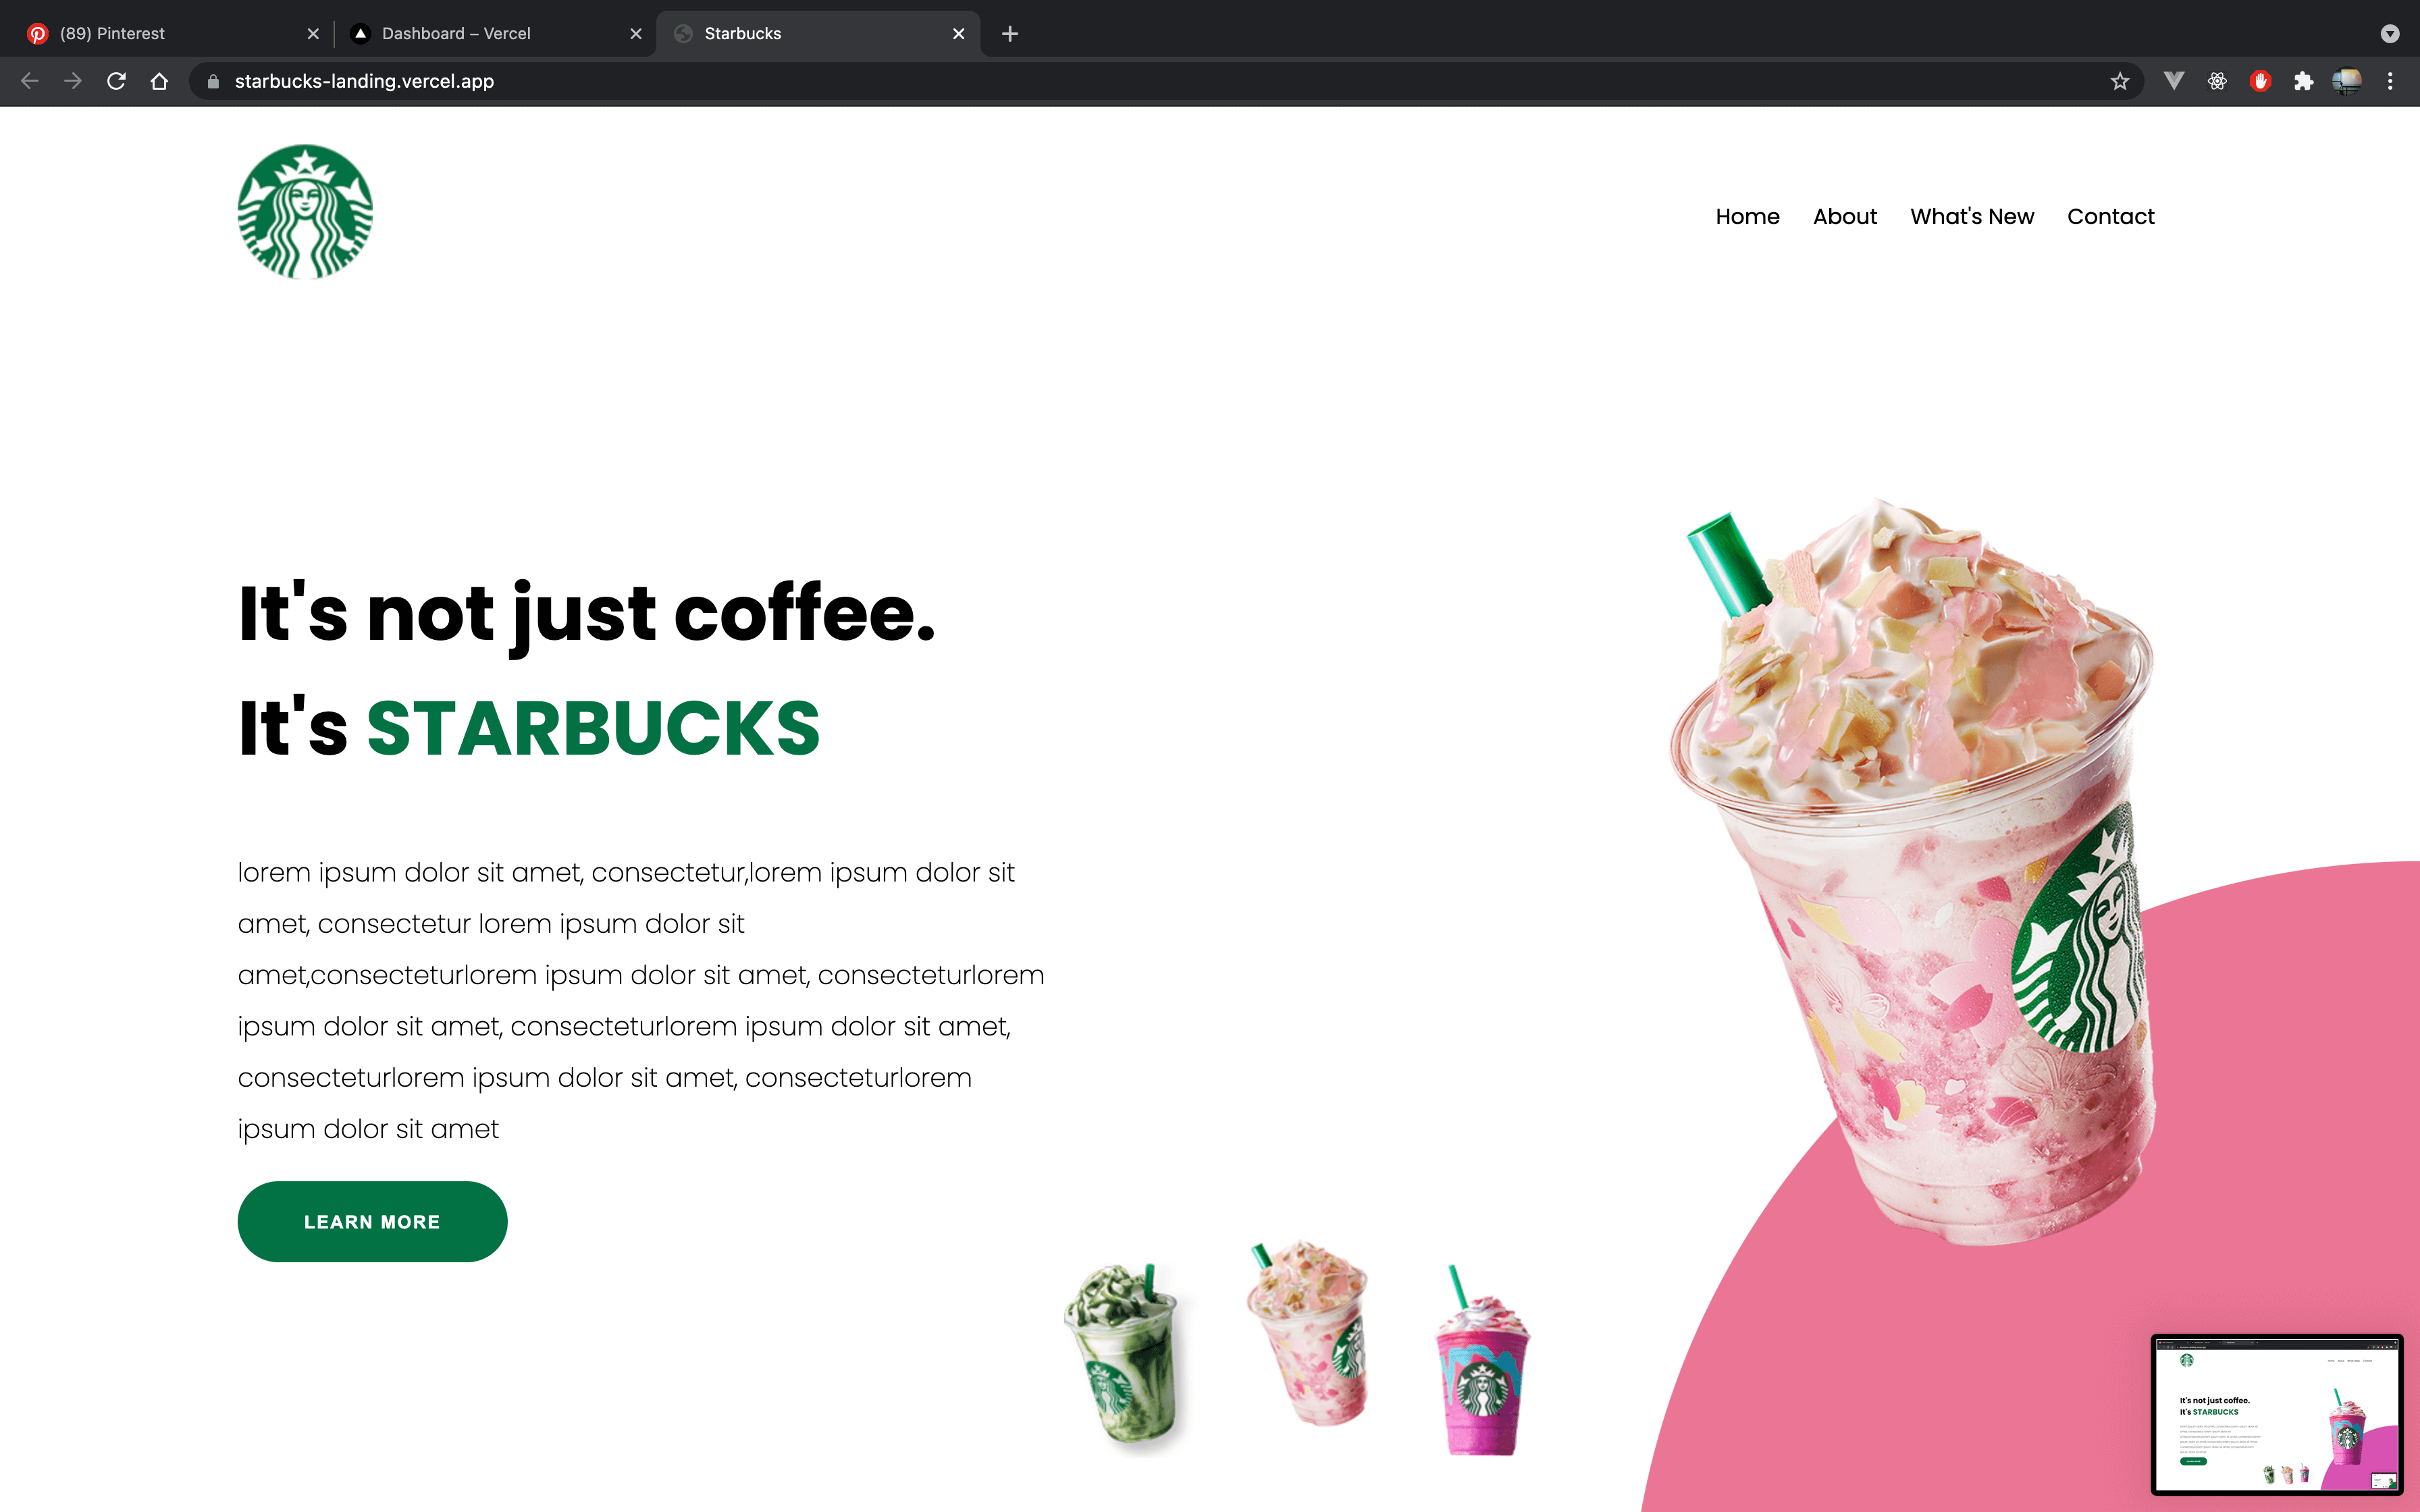 (89) Pinterest
Dashboard – Vercel
Starbucks
starbucks-landing.vercel.app
Home About What's New Contact
It's not just coffee.
It's STARBUCKS
lorem ipsum dolor sit amet, consectetur,lorem ipsum dolor sit
amet, consectetur lorem ipsum dolor sit
amet,consecteturlorem ipsum dolor sit amet, consecteturlorem
ipsum dolor sit amet, consecteturlorem ipsum dolor sit amet,
consecteturlorem ipsum dolor sit amet, consecteturlorem
ipsum dolor sit amet
LEARN MORE
It's not just coffee.
It's STARBUCKS